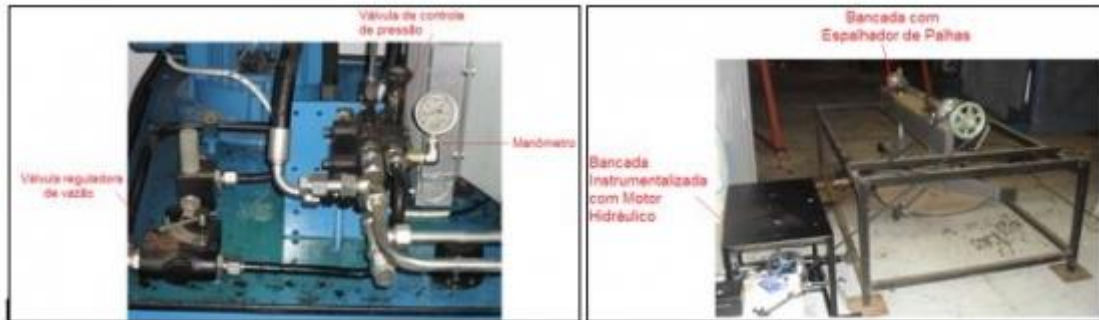 Válvula de controle
de pressão
Manômetro
Válvula reguladora
de vazão
Bancada com
Espalhador de Palhas
Bancada
Instrumentalizada
com Motor
Hidráulico